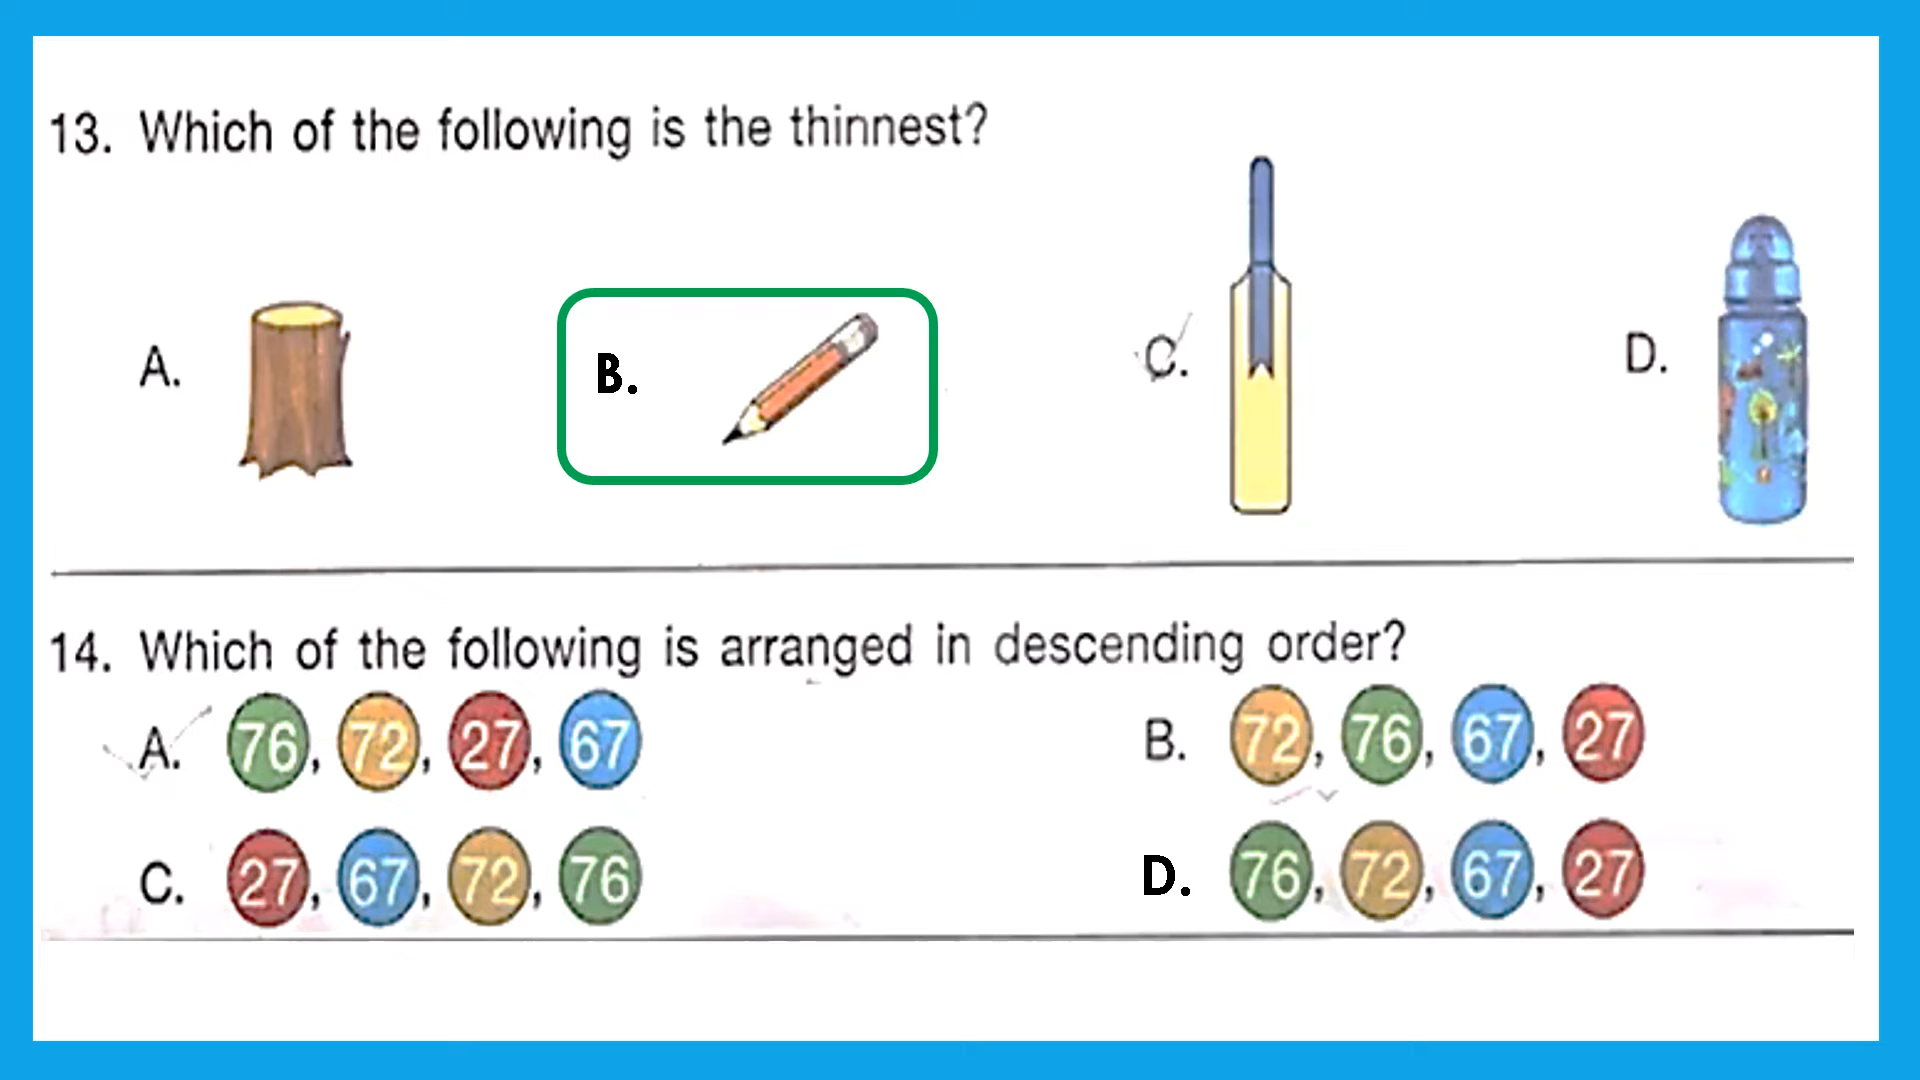 13. Which of the following is the thinnest?
A. B. C. D.
14. Which of the following is arranged in descending order?
A. 76, 72, 27, 67 B. 72, 76, 67, 27
C. 27, 67, 72, 76 D. 76, 72, 67, 27